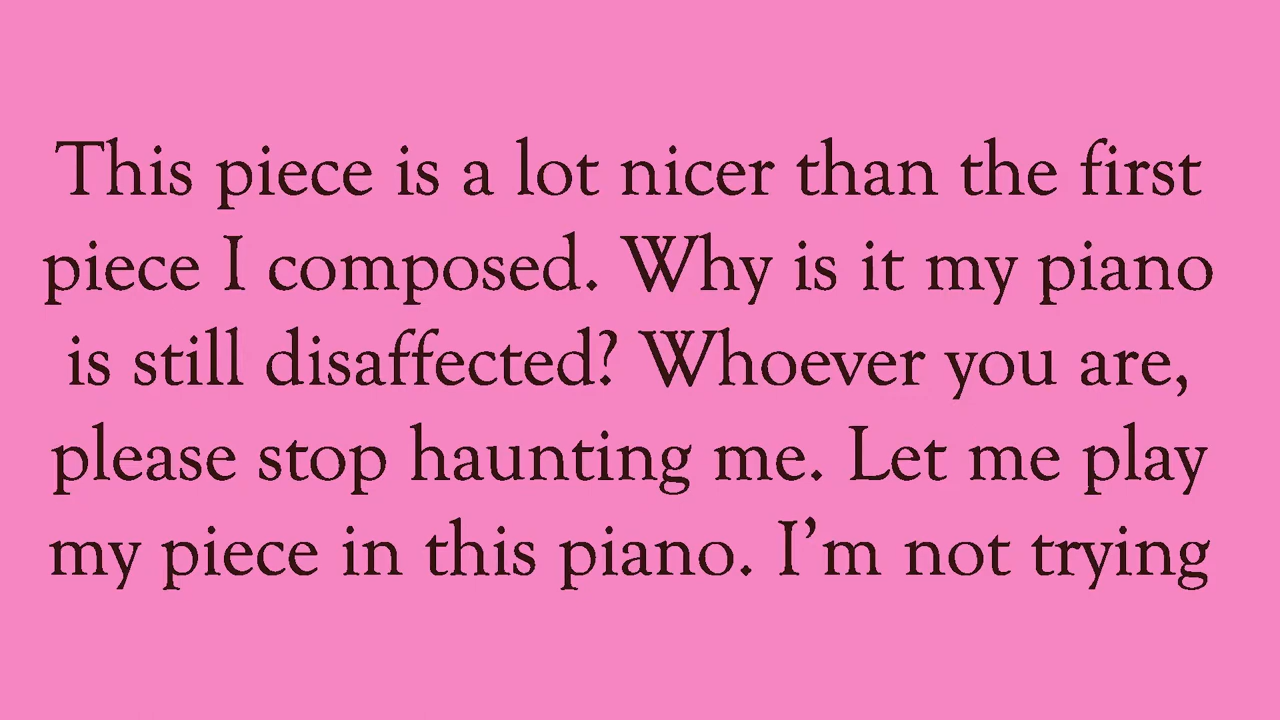 This piece is a lot nicer than the first
piece I composed. Why is it my piano
is still disaffected? Whoever you are,
please stop haunting me. Let me play
my piece in this piano. I’m not trying